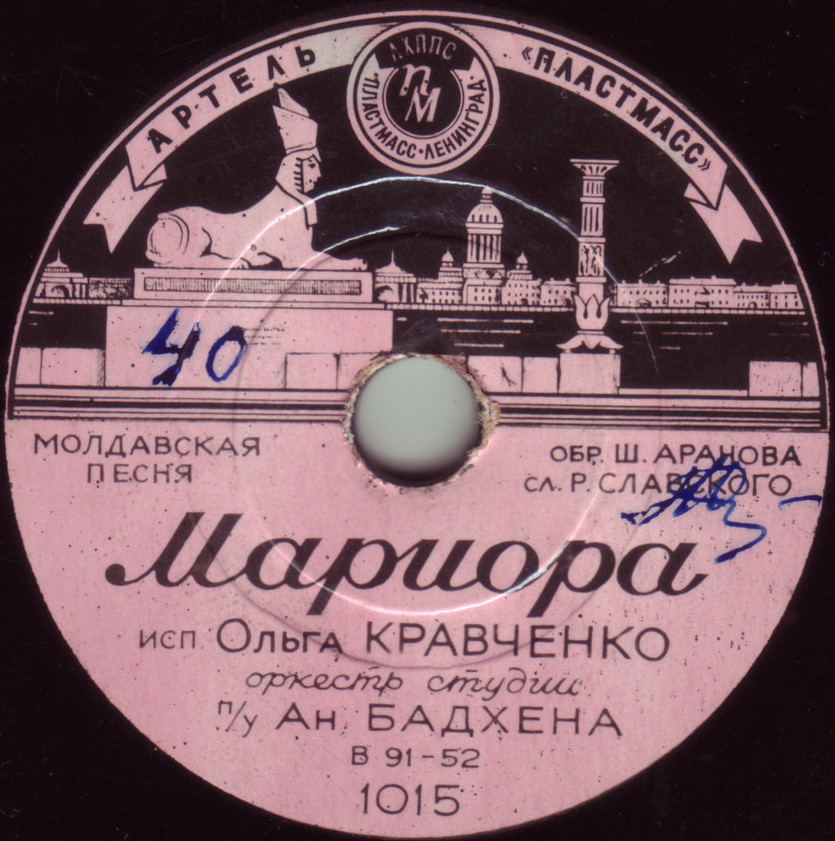 АРТЕЛЬ «ПЛАСТМАСС»
ЛХППС
ПМ
"ПЛАСТМАСС•ЛЕНИНГРАД"
40
МОЛДАВСКАЯ
ПЕСНЯ
ОБР. Ш. АРАНОВА
СЛ. Р. СЛАВСКОГО
Мариора
ИСП. ОЛЬГА КРАВЧЕНКО
оркестр студии
п/у АН. БАДХЕНА
В 91-52
1015